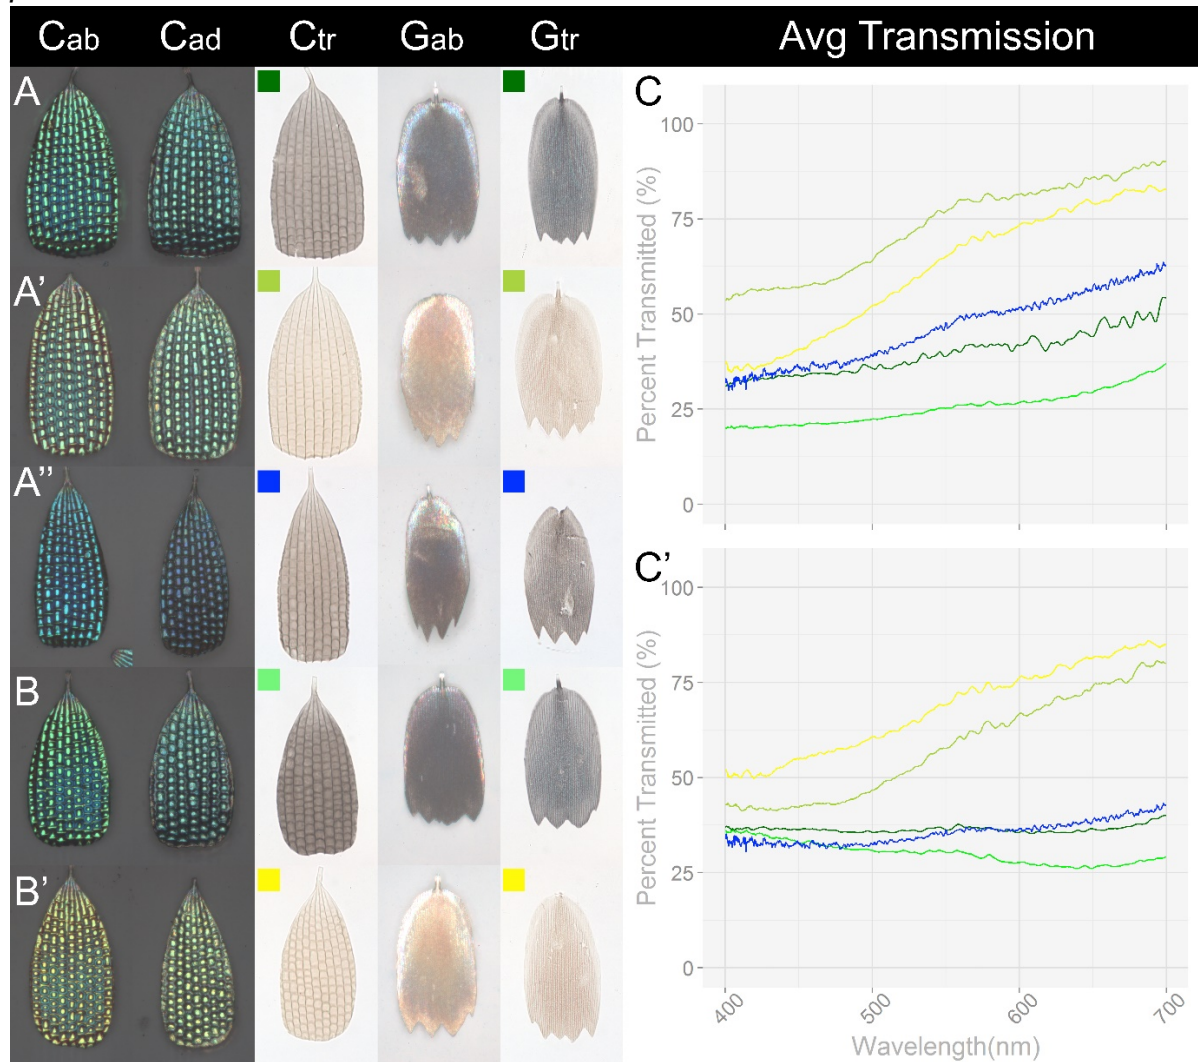 Cab Cad Ctr Gab Gtr Avg Transmission
A
A'
A''
B
B'
C
100
75
50
25
0
Percent Transmitted (%)
C'
100
75
50
25
0
Percent Transmitted (%)
400 500 600 700
Wavelength(nm)